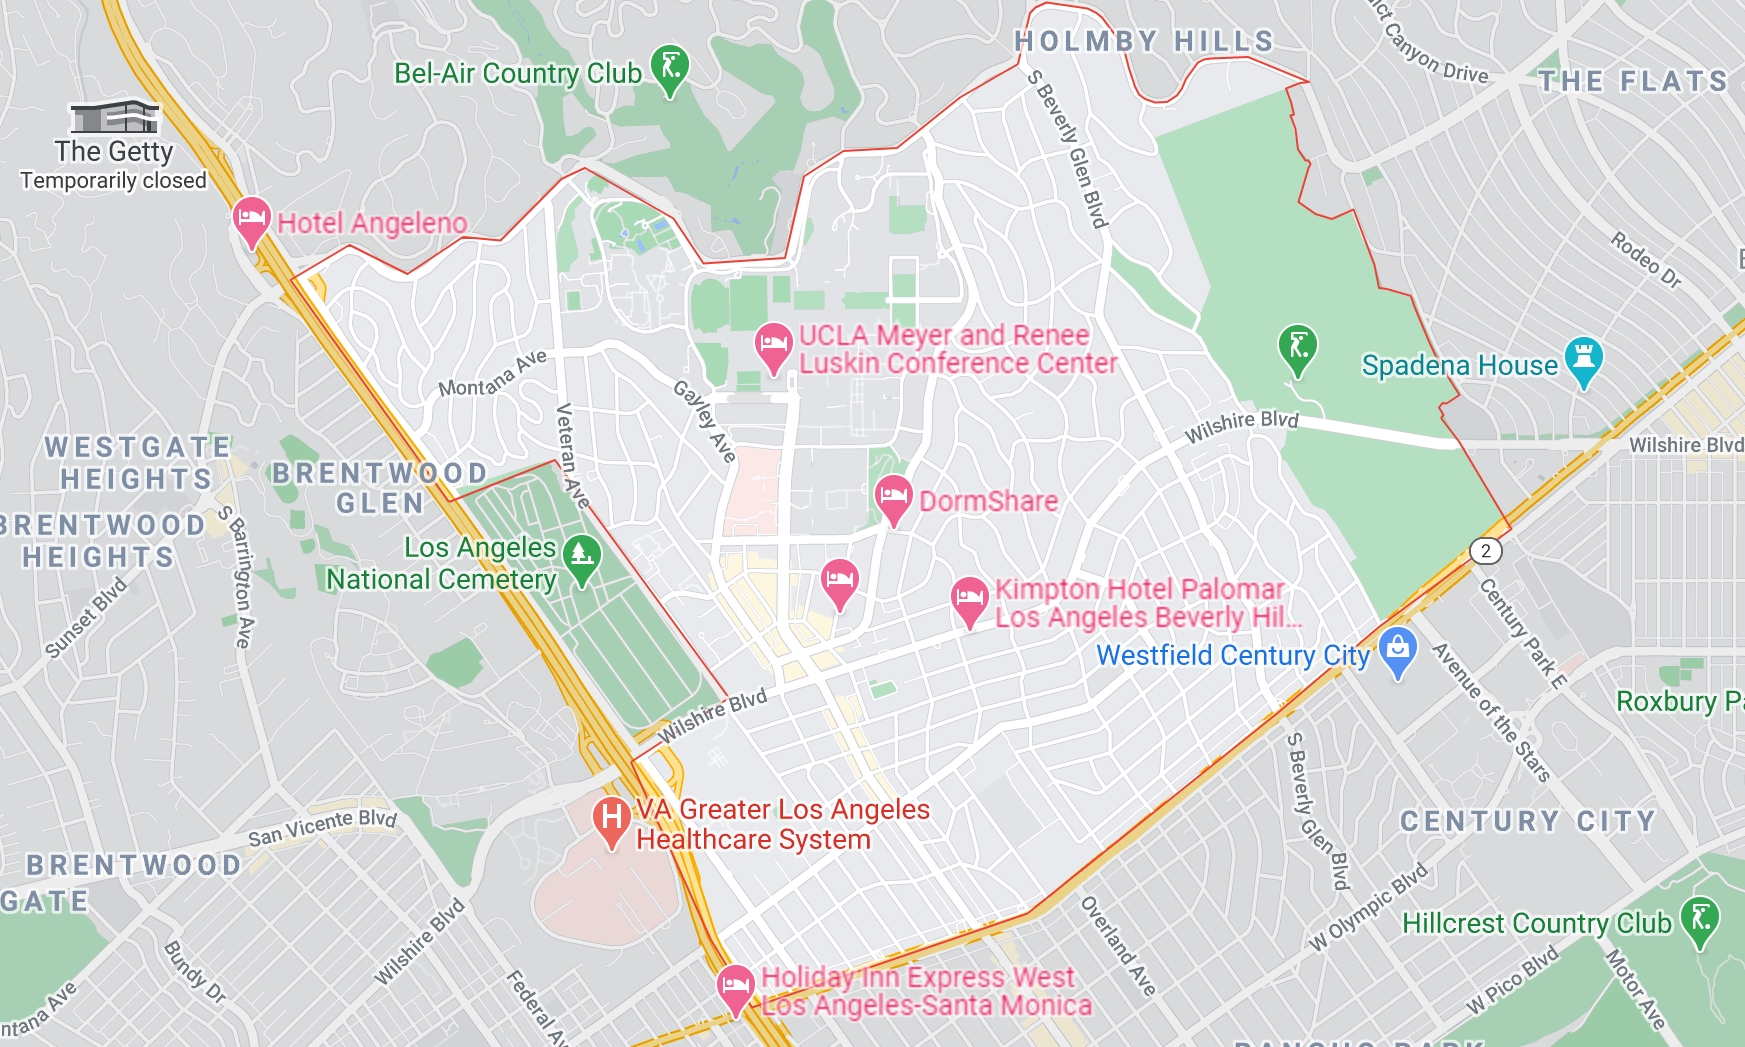 HOLMBY HILLS
Canyon Drive
THE FLATS
Bel-Air Country Club
The Getty
Temporarily closed
S Beverly Glen Blvd
Hotel Angeleno
Rodeo Dr
UCLA Meyer and Renee
Luskin Conference Center
Spadena House
Montana Ave
Gayley Ave
Veteran Ave
Wilshire Blvd
Wilshire Blvd
WESTGATE
HEIGHTS
BRENTWOOD
GLEN
DormShare
BRENTWOOD
HEIGHTS
S Barrington Ave
Los Angeles
National Cemetery
2
Sunset Blvd
Kimpton Hotel Palomar
Los Angeles Beverly Hil...
Century Park E
Westfield Century City
Avenue of the Stars
Roxbury Pa
Wilshire Blvd
S Beverly Glen Blvd
San Vicente Blvd
H
VA Greater Los Angeles
Healthcare System
CENTURY CITY
BRENTWOOD
GATE
W Olympic Blvd
Overland Ave
Hillcrest Country Club
Wilshire Blvd
Bundy Dr
Federal Av
Holiday Inn Express West
Los Angeles-Santa Monica
W Pico Blvd
Motor Ave
ntana Ave